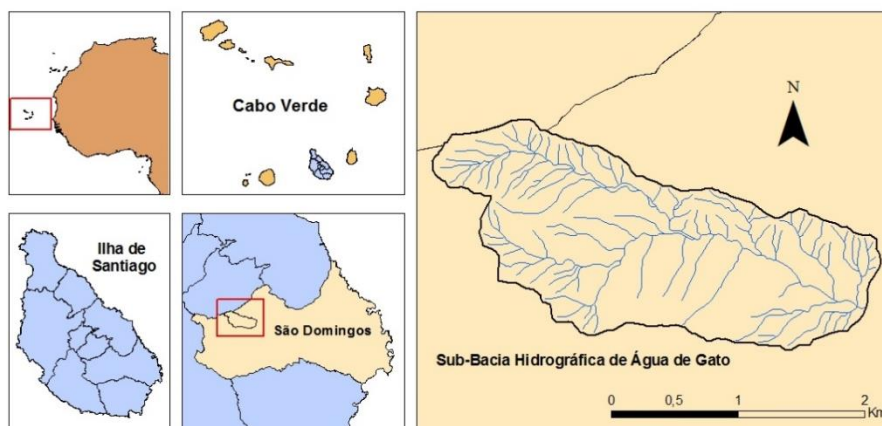 Cabo Verde
N
Ilha de
Santiago
São Domingos
Sub-Bacia Hidrográfica de Água de Gato
0 0,5 1 2
Km